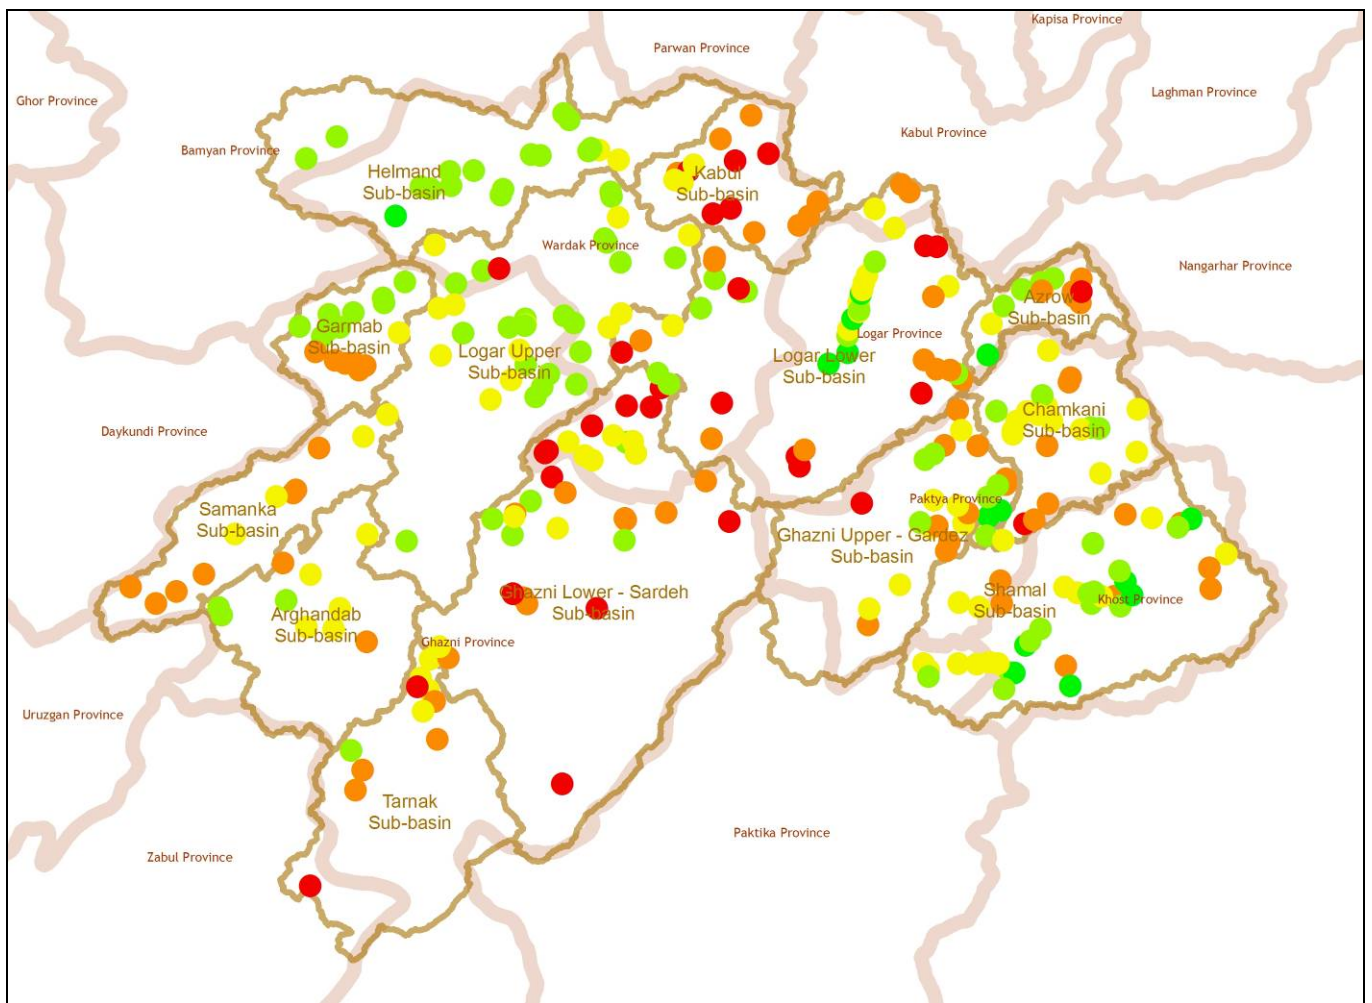 Kapisa Province
Parwan Province
Ghor Province
Laghman Province
Kabul Province
Bamyan Province
Helmand
Sub-basin
Kabul
Sub-basin
Wardak Province
Nangarhar Province
Azrow
Sub-basin
Garmab
Sub-basin
Logar Province
Logar Upper
Sub-basin
Logar Lower
Sub-basin
Chamkani
Sub-basin
Daykundi Province
Paktya Province
Samanka
Sub-basin
Ghazni Upper - Gardez
Sub-basin
Ghazni Lower - Sardeh
Sub-basin
Shamal
Sub-basin
Khost Province
Arghandab
Sub-basin
Ghazni Province
Uruzgan Province
Tarnak
Sub-basin
Paktika Province
Zabul Province